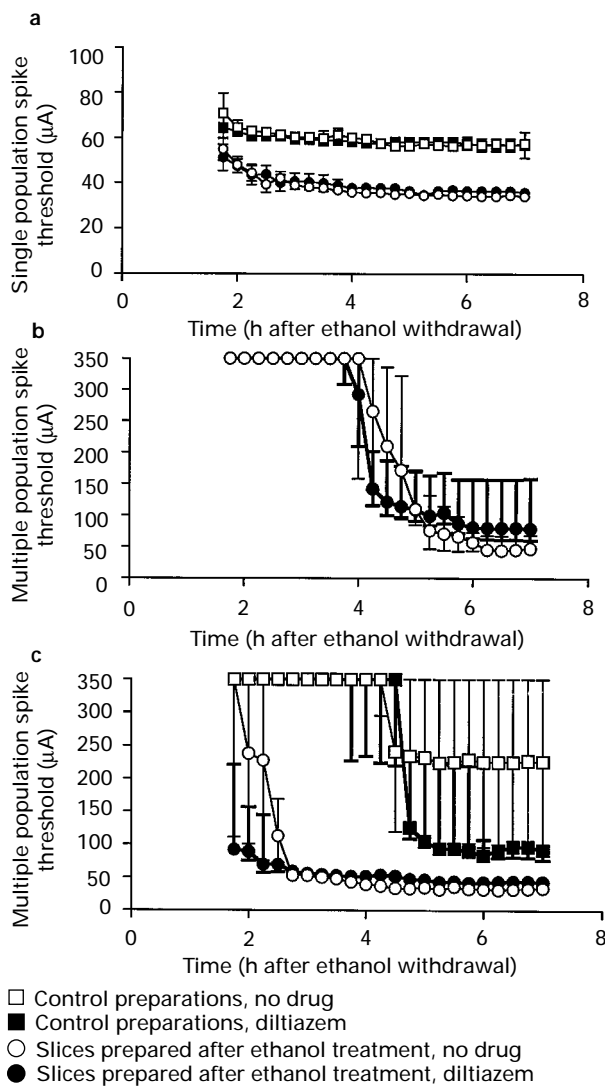 a
100
80
60
40
20
0
Single population spike
threshold (μA)
0
2
4
6
8
Time (h after ethanol withdrawal)
b
350
300
250
200
150
100
50
0
Multiple population spike
threshold (μA)
0
2
4
6
8
Time (h after ethanol withdrawal)
c
350
300
200
150
100
50
0
Multiple population spike
threshold (μA)
0
2
4
6
8
Time (h after ethanol withdrawal)
Control preparations, no drug
Control preparations, diltiazem
Slices prepared after ethanol treatment, no drug
Slices prepared after ethanol treatment, diltiazem